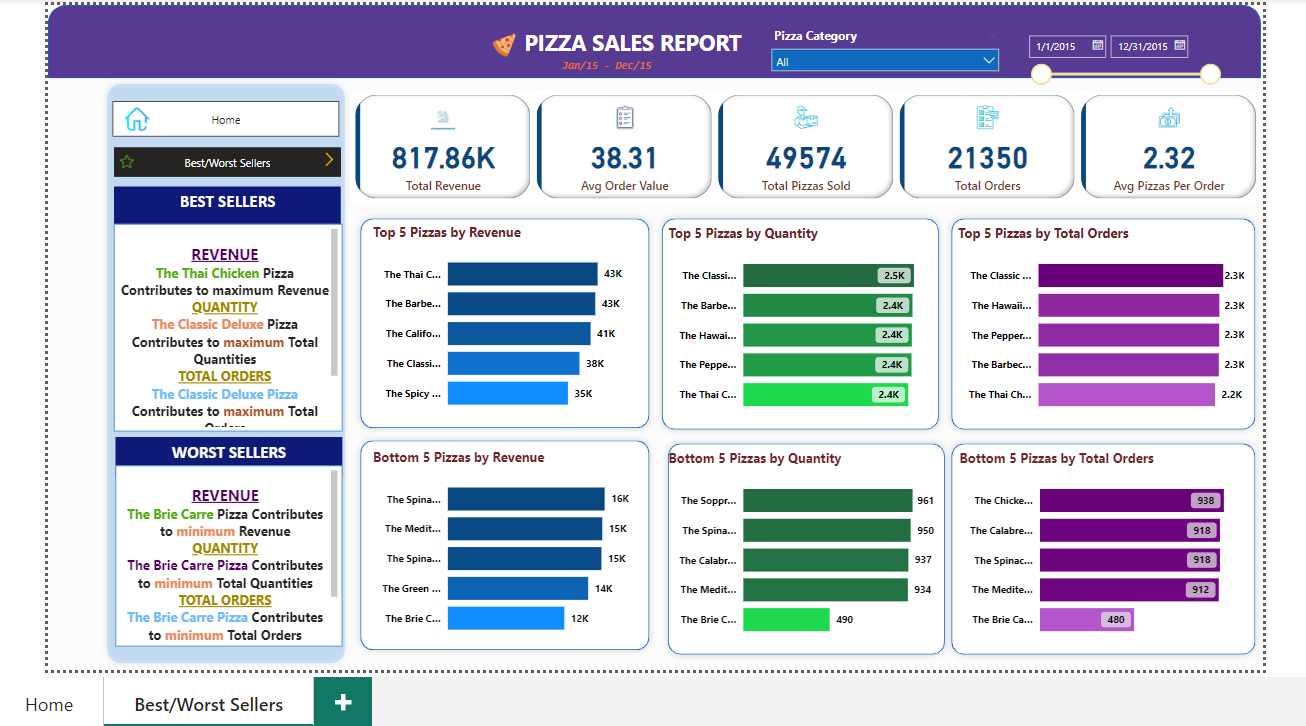 PIZZA SALES REPORT
Jan/15 - Dec/15
Pizza Category
All
1/1/2015
12/31/2015
Home
Best/Worst Sellers
BEST SELLERS
REVENUE
The Thai Chicken Pizza
Contributes to maximum Revenue
QUANTITY
The Classic Deluxe Pizza
Contributes to maximum Total
Quantities
TOTAL ORDERS
The Classic Deluxe Pizza
Contributes to maximum Total
Orders
WORST SELLERS
REVENUE
The Brie Carre Pizza Contributes
to minimum Revenue
QUANTITY
The Brie Carre Pizza Contributes
to minimum Total Quantities
TOTAL ORDERS
The Brie Carre Pizza Contributes
to minimum Total Orders
817.86K
Total Revenue
38.31
Avg Order Value
49574
Total Pizzas Sold
21350
Total Orders
2.32
Avg Pizzas Per Order
Top 5 Pizzas by Revenue
The Thai C... 43K
The Barbe... 43K
The Califo... 41K
The Classi... 38K
The Spicy ... 35K
Top 5 Pizzas by Quantity
The Classi... 2.5K
The Barbe... 2.4K
The Hawai... 2.4K
The Peppe... 2.4K
The Thai C... 2.4K
Top 5 Pizzas by Total Orders
The Classic ... 2.3K
The Hawaii... 2.3K
The Pepper... 2.3K
The Barbec... 2.3K
The Thai Ch... 2.2K
Bottom 5 Pizzas by Revenue
The Spina... 16K
The Medit... 15K
The Spina... 15K
The Green ... 14K
The Brie C... 12K
Bottom 5 Pizzas by Quantity
The Soppr... 961
The Spina... 950
The Calabr... 937
The Medit... 934
The Brie C... 490
Bottom 5 Pizzas by Total Orders
The Chicke... 938
The Calabre... 918
The Spinac... 918
The Medite... 912
The Brie Ca... 480
Home
Best/Worst Sellers